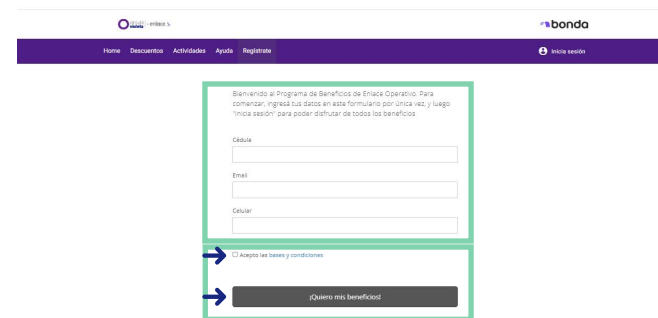 enlace
bonda
Home Descuentos Actividades Ayuda Registrate
Inicia sesión
Bienvenido al Programa de Beneficios de Enlace Operativo. Para
comenzar, ingresá tus datos en este formulario por única vez, y luego
"Inicia sesión" para poder disfrutar de todos los beneficios
Cédula
Email
Celular
Acepto las bases y condiciones
¡Quiero mis beneficios!